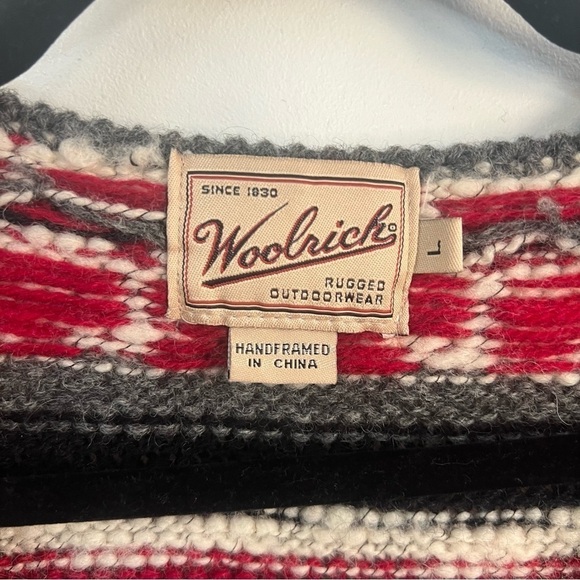 SINCE 1830
Woolrich
RUGGED
OUTDOORWEAR
L
HANDFRAMED
IN CHINA